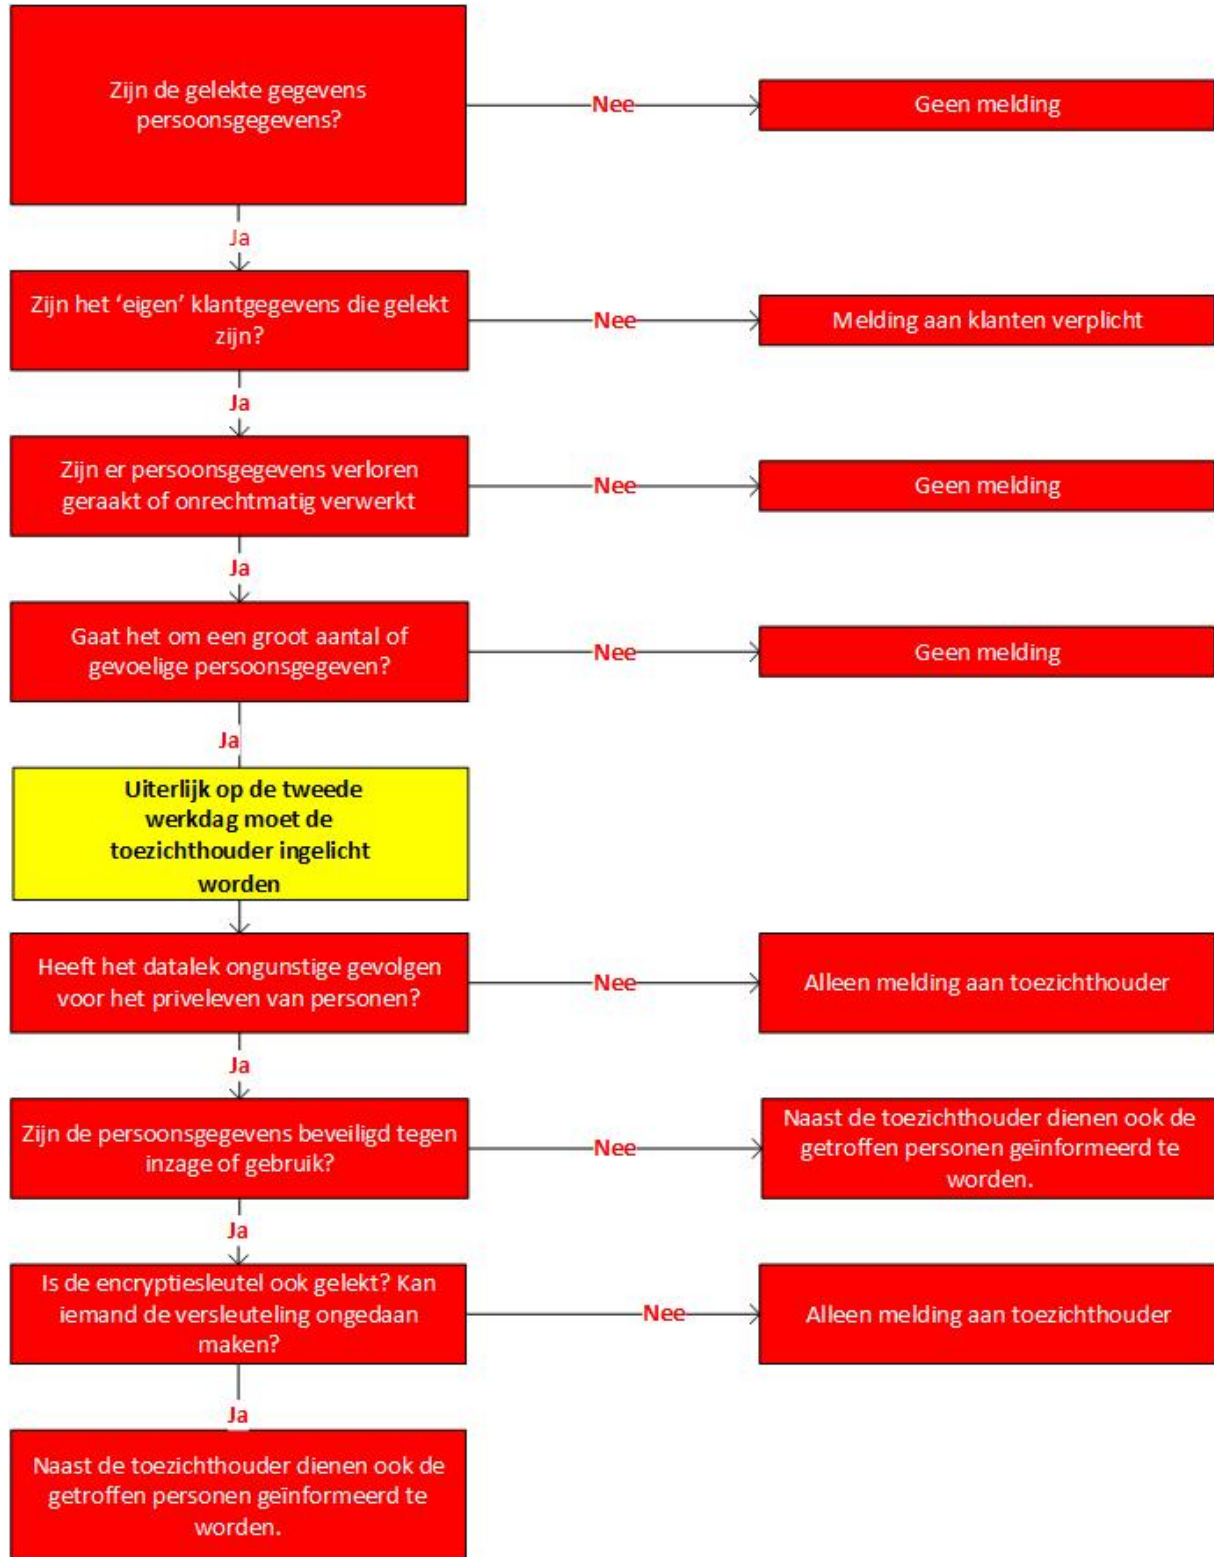 Zijn de gelekte gegevens
persoonsgegevens?
Nee
Geen melding
Ja
Zijn het ‘eigen’ klantgegevens die gelekt
zijn?
Nee
Melding aan klanten verplicht
Ja
Zijn er persoonsgegevens verloren
geraakt of onrechtmatig verwerkt
Nee
Geen melding
Ja
Gaat het om een groot aantal of
gevoelige persoonsgegeven?
Nee
Geen melding
Ja
Uiterlijk op de tweede
werkdag moet de
toezichthouder ingelicht
worden
Heeft het datalek ongunstige gevolgen
voor het priveleven van personen?
Nee
Alleen melding aan toezichthouder
Ja
Zijn de persoonsgegevens beveiligd tegen
inzage of gebruik?
Nee
Naast de toezichthouder dienen ook de
getroffen personen geïnformeerd te
worden.
Ja
Is de encryptiesleutel ook gelekt? Kan
iemand de versleuteling ongedaan
maken?
Nee
Alleen melding aan toezichthouder
Ja
Naast de toezichthouder dienen ook de
getroffen personen geïnformeerd te
worden.